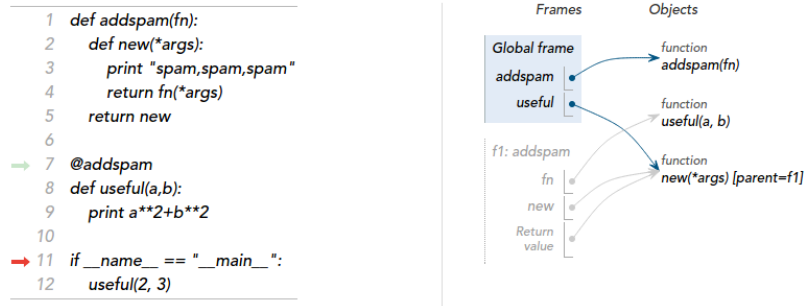 1 def addspam(fn):
2 def new(*args):
3 print "spam,spam,spam"
4 return fn(*args)
5 return new
6
7 @addspam
8 def useful(a,b):
9 print a**2+b**2
10
11 if __name__ == "__main__":
12 useful(2, 3)
Frames Objects
Global frame
addspam
useful
f1: addspam
fn
new
Return
value
function
addspam(fn)
function
useful(a, b)
function
new(*args) [parent=f1]